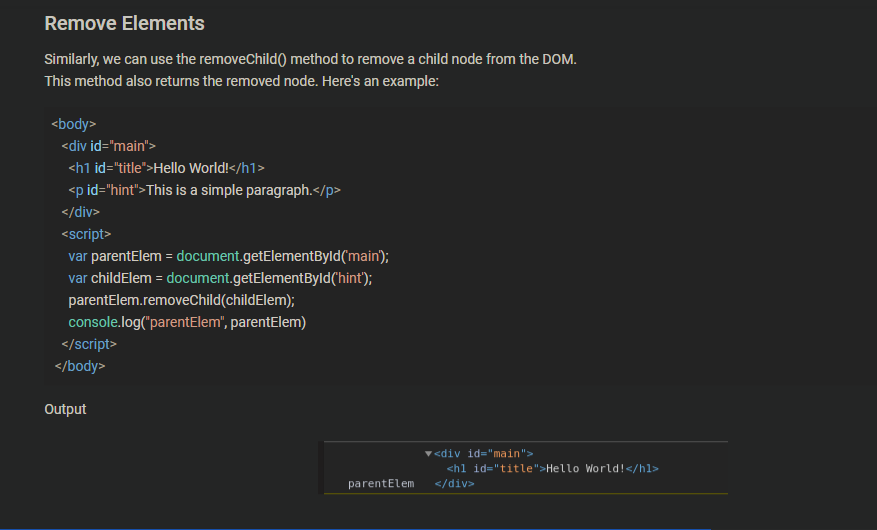 Remove Elements
Similarly, we can use the removeChild() method to remove a child node from the DOM.
This method also returns the removed node. Here's an example:
<body>
<div id="main">
<h1 id="title">Hello World!</h1>
<p id="hint">This is a simple paragraph.</p>
</div>
<script>
var parentElem = document.getElementById('main');
var childElem = document.getElementById('hint');
parentElem.removeChild(childElem);
console.log("parentElem", parentElem)
</script>
</body>
Output
▼<div id="main">
<h1 id="title">Hello World!</h1>
parentElem </div>